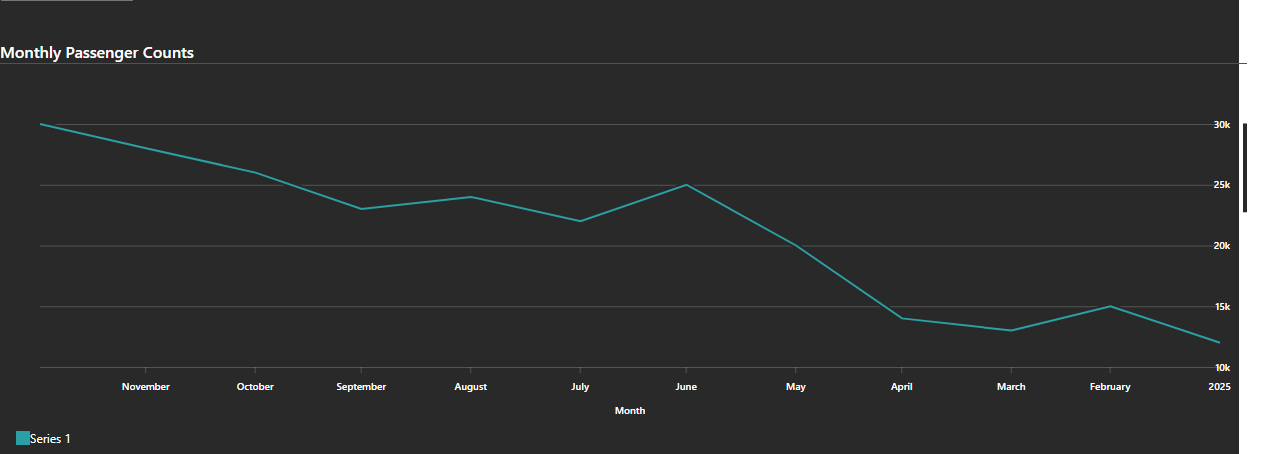 Monthly Passenger Counts
30k
25k
20k
15k
10k
November October September August July June May April March February 2025
Month
Series 1